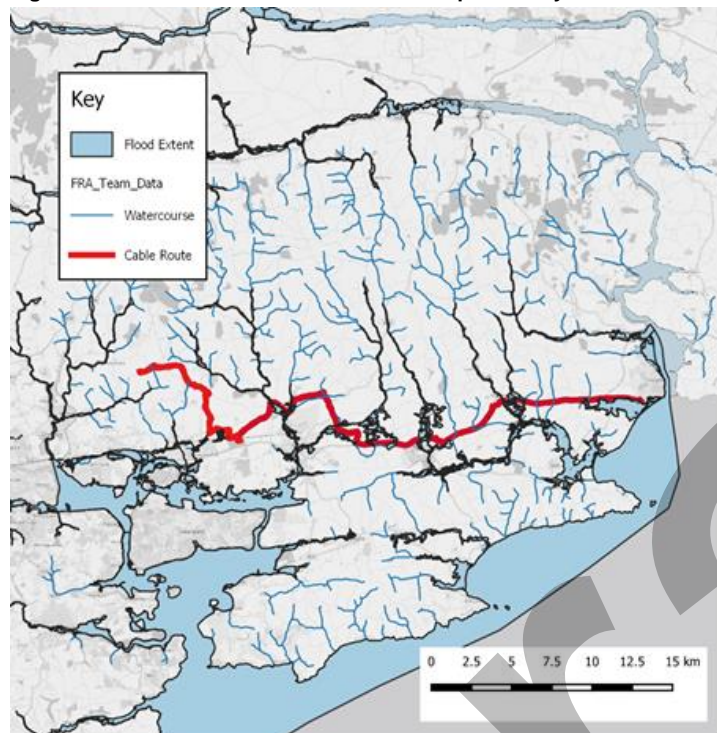 Key
Flood Extent
FRA_Team_Data
Watercourse
Cable Route
0 2.5 5 7.5 10 12.5 15 km